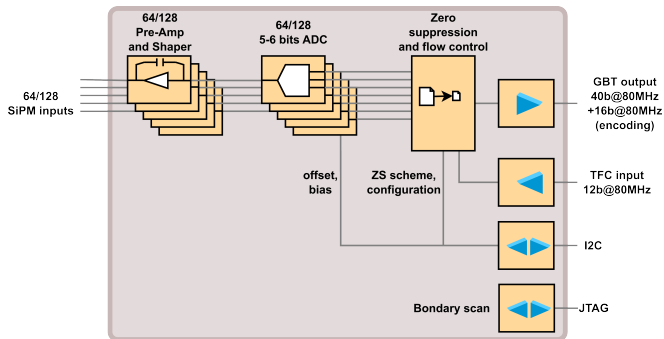 64/128
Pre-Amp
and Shaper
64/128
5-6 bits ADC
Zero
suppression
and flow control
64/128
SiPM inputs
GBT output
40b@80MHz
+16b@80MHz
(encoding)
offset,
bias
ZS scheme,
configuration
TFC input
12b@80MHz
I2C
Bondary scan
JTAG